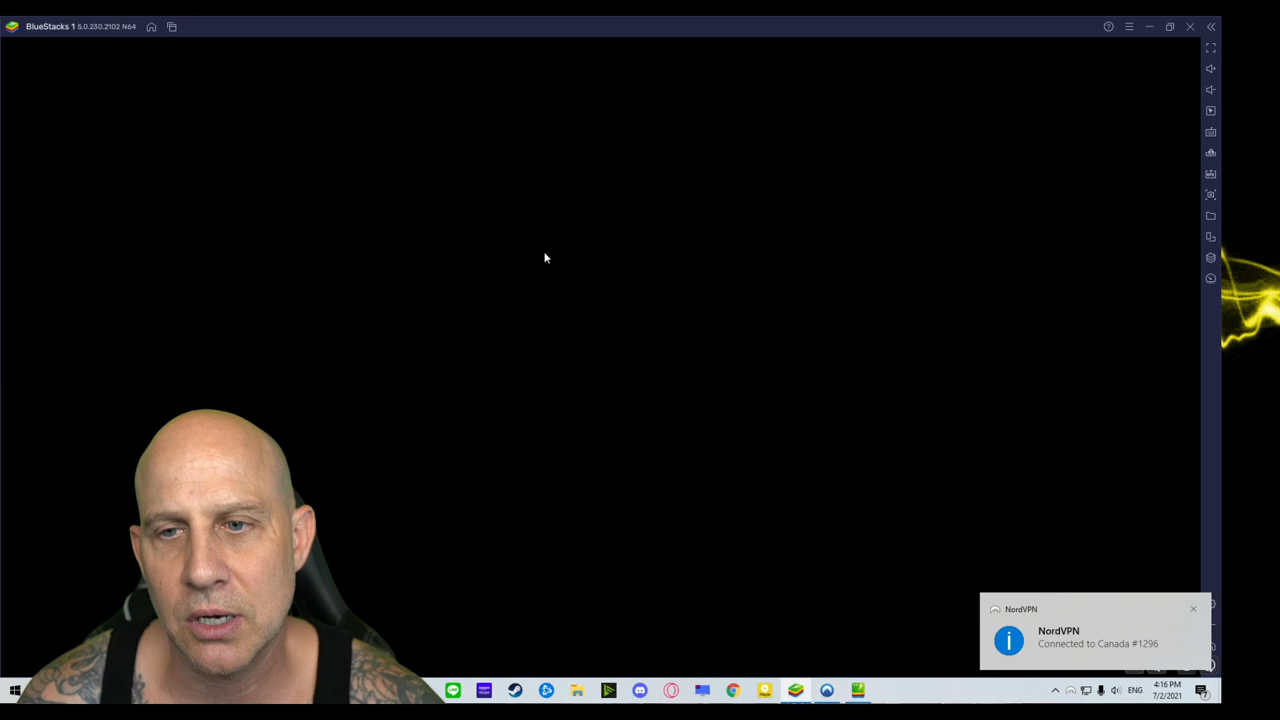 BlueStacks 1 5.0.230.2102 N64
NordVPN
NordVPN
Connected to Canada #1296
ENG
4:16 PM
7/2/2021